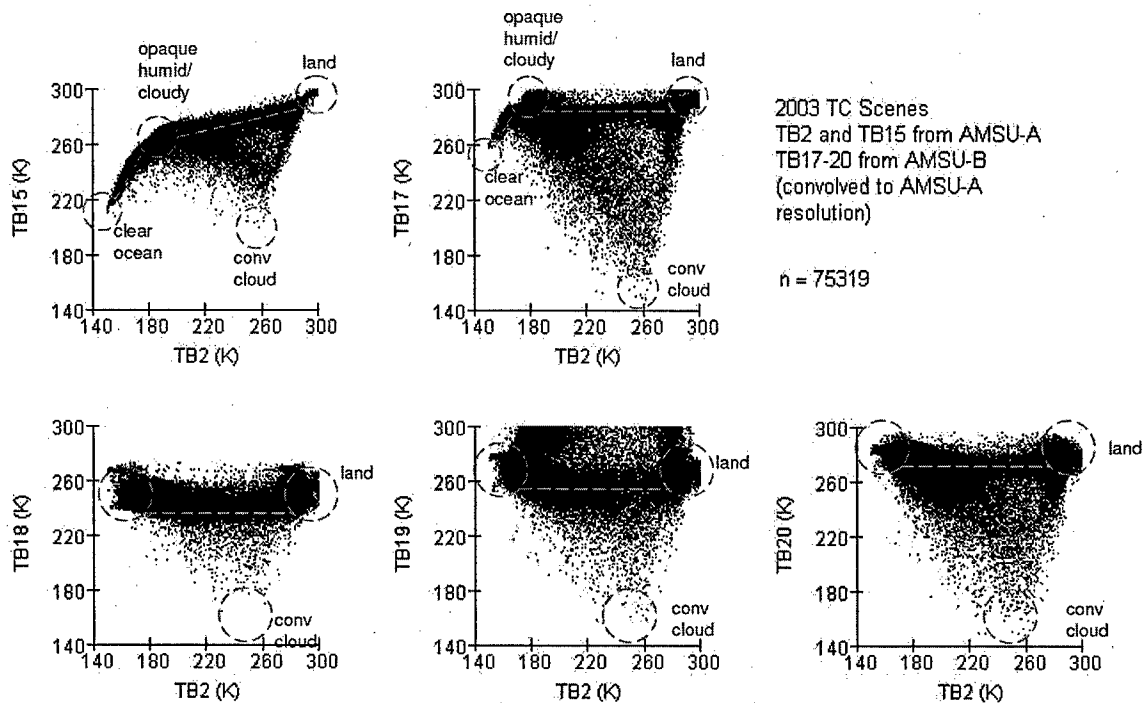 opaque
humid/
cloudy
land
300
260
220
180
140
TB15 (K)
clear
ocean
conv
cloud
140 180 220 260 300
TB2 (K)
opaque
humid/
cloudy
land
300
260
220
180
140
TB17 (K)
clear
ocean
conv
cloud
140 180 220 260 300
TB2 (K)
2003 TC Scenes
TB2 and TB15 from AMSU-A
TB17-20 from AMSU-B
(convolved to AMSU-A
resolution)
n = 75319
300
260
220
180
140
TB18 (K)
land
conv
cloud
140 180 220 260 300
TB2 (K)
300
260
220
180
140
TB19 (K)
land
conv
cloud
140 180 220 260 300
TB2 (K)
300
260
220
180
140
TB20 (K)
land
conv
cloud
140 180 220 260 300
TB2 (K)